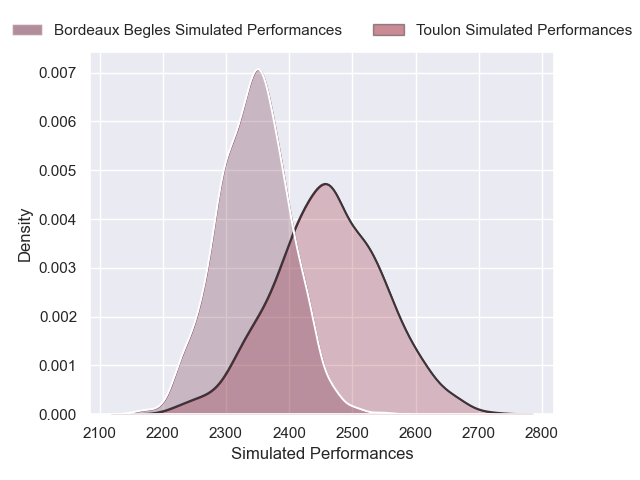 Bordeaux Begles Simulated Performances
Toulon Simulated Performances
0.007
0.006
0.005
0.004
0.003
0.002
0.001
0.000
Density
2100 2200 2300 2400 2500 2600 2700 2800
Simulated Performances